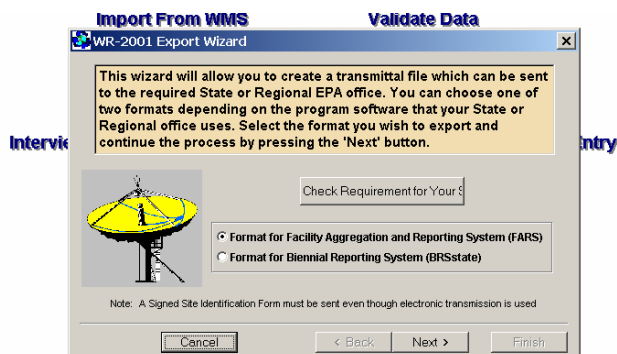 Import From WMS Validate Data
WR-2001 Export Wizard
This wizard will allow you to create a transmittal file which can be sent
to the required State or Regional EPA office. You can choose one of
two formats depending on the program software that your State or
Regional office uses. Select the format you wish to export and
continue the process by pressing the 'Next' button.
Intervie ntry
Check Requirement for Your S
Format for Facility Aggregation and Reporting System (FARS)
Format for Biennial Reporting System (BRSstate)
Note: A Signed Site Identification Form must be sent even though electronic transmission is used
Cancel < Back Next > Finish